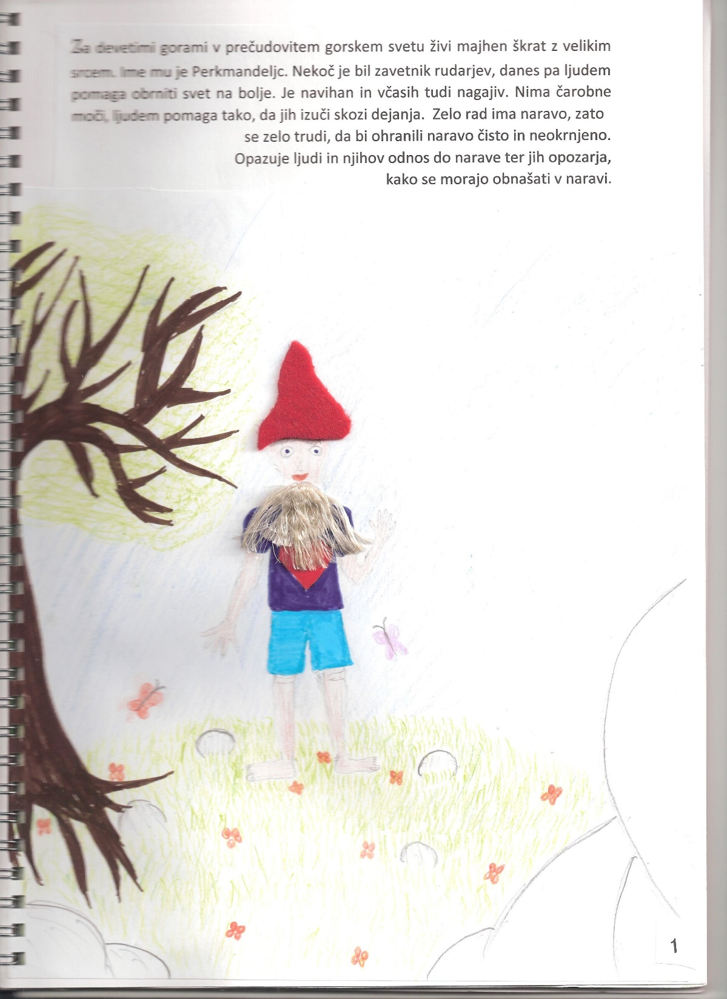 Za devetimi gorami v prečudovitem gorskem svetu živi majhen škrat z velikim
srcem. Ime mu je Perkmandeljc. Nekoč je bil zavetnik rudarjev, danes pa ljudem
pomaga obrniti svet na bolje. Je navihan in včasih tudi nagajiv. Nima čarobne
moči, ljudem pomaga tako, da jih izuči skozi dejanja. Zelo rad ima naravo, zato
se zelo trudi, da bi ohranili naravo čisto in neokrnjeno.
Opazuje ljudi in njihov odnos do narave ter jih opozarja,
kako se morajo obnašati v naravi.
1